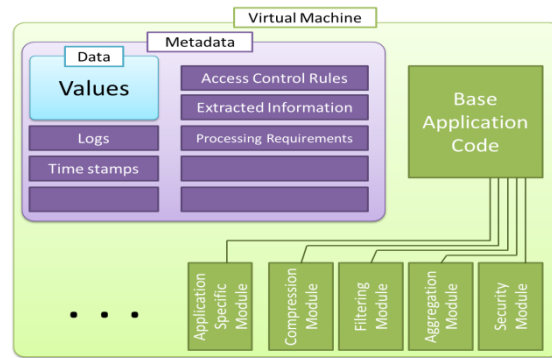 Virtual Machine
Metadata
Data
Values
Logs
Time stamps
Access Control Rules
Extracted Information
Processing Requirements
Base
Application
Code
Application
Specific
Module
Compression
Module
Filtering
Module
Aggregation
Module
Security
Module
. . .